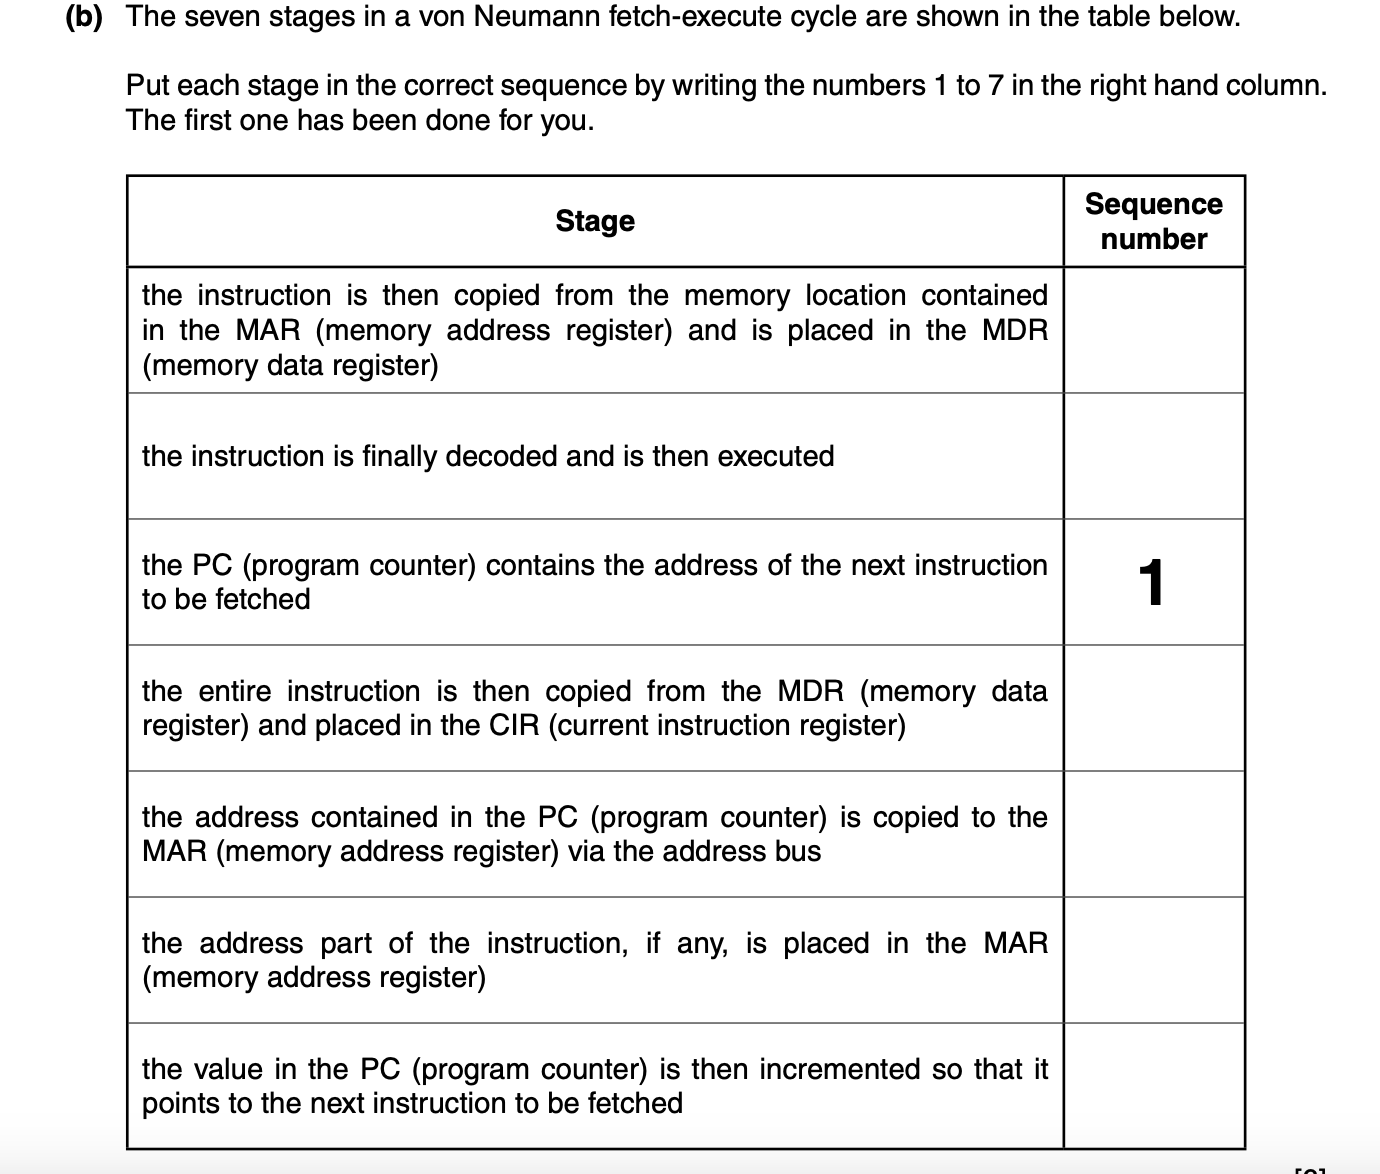 (b) The seven stages in a von Neumann fetch-execute cycle are shown in the table below.
Put each stage in the correct sequence by writing the numbers 1 to 7 in the right hand column.
The first one has been done for you.
Stage
Sequence
number
the instruction is then copied from the memory location contained
in the MAR (memory address register) and is placed in the MDR
(memory data register)
the instruction is finally decoded and is then executed
the PC (program counter) contains the address of the next instruction
to be fetched
1
the entire instruction is then copied from the MDR (memory data
register) and placed in the CIR (current instruction register)
the address contained in the PC (program counter) is copied to the
MAR (memory address register) via the address bus
the address part of the instruction, if any, is placed in the MAR
(memory address register)
the value in the PC (program counter) is then incremented so that it
points to the next instruction to be fetched